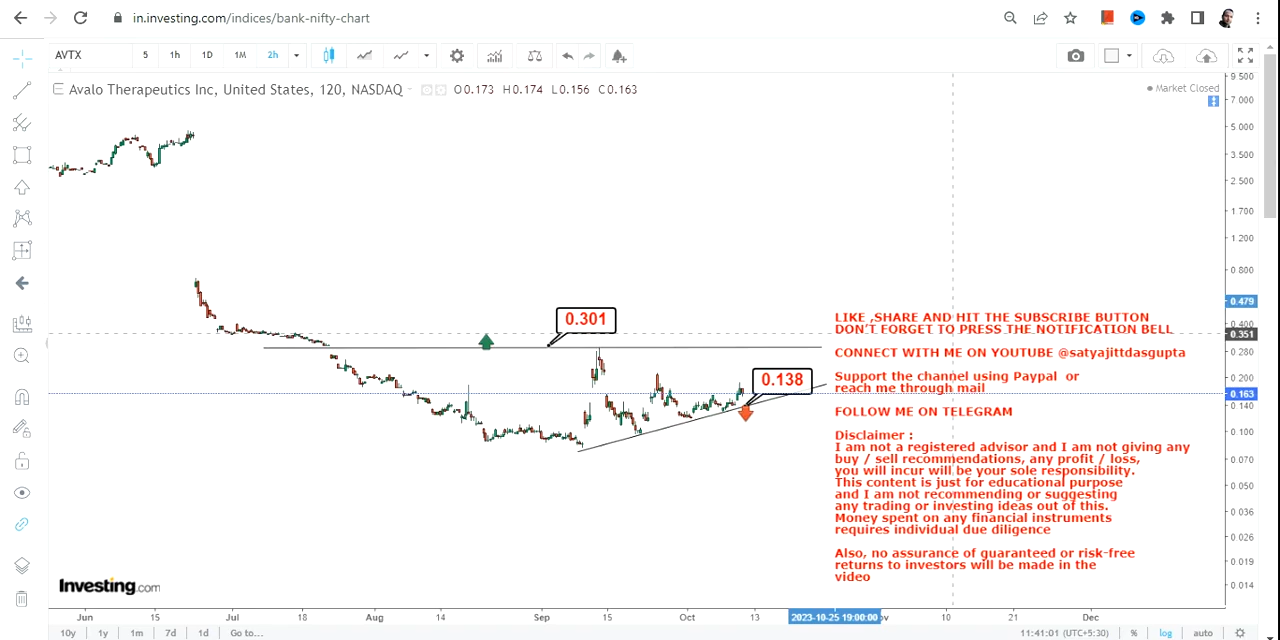 in.investing.com/indices/bank-nifty-chart
AVTX 5 1h 1D 1M 2h
Avalo Therapeutics Inc, United States, 120, NASDAQ O0.173 H0.174 L0.156 C0.163
Market Closed
9 500
7 000
5 000
3.500
2 500
1.700
1.200
0.800
0.479
0.400
0.351
0.280
0.200
0.163
0.140
0.100
0.070
0.050
0.036
0 026
0.019
0 014
0.301
0.138
LIKE ,SHARE AND HIT THE SUBSCRIBE BUTTON
DON'T FORGET TO PRESS THE NOTIFICATION BELL
CONNECT WITH ME ON YOUTUBE @satyajittdasgupta
Support the channel using Paypal or
reach me through mail
FOLLOW ME ON TELEGRAM
Disclaimer :
I am not a registered advisor and I am not giving any
buy / sell recommendations, any profit / loss,
you will incur will be your sole responsibility.
This content is just for educational purpose
and I am not recommending or suggesting
any trading or investing ideas out of this.
Money spent on any financial instruments
requires individual due diligence
Also, no assurance of guaranteed or risk-free
returns to investors will be made in the
video
Investing.com
Jun 15 Jul 18 Aug 14 Sep 15 Oct 13 2023-10-25 19:00:00 ov 10 21 Dec
10y 1y 1m 7d 1d Go to... 11:41:01 (UTC+5:30) % log auto